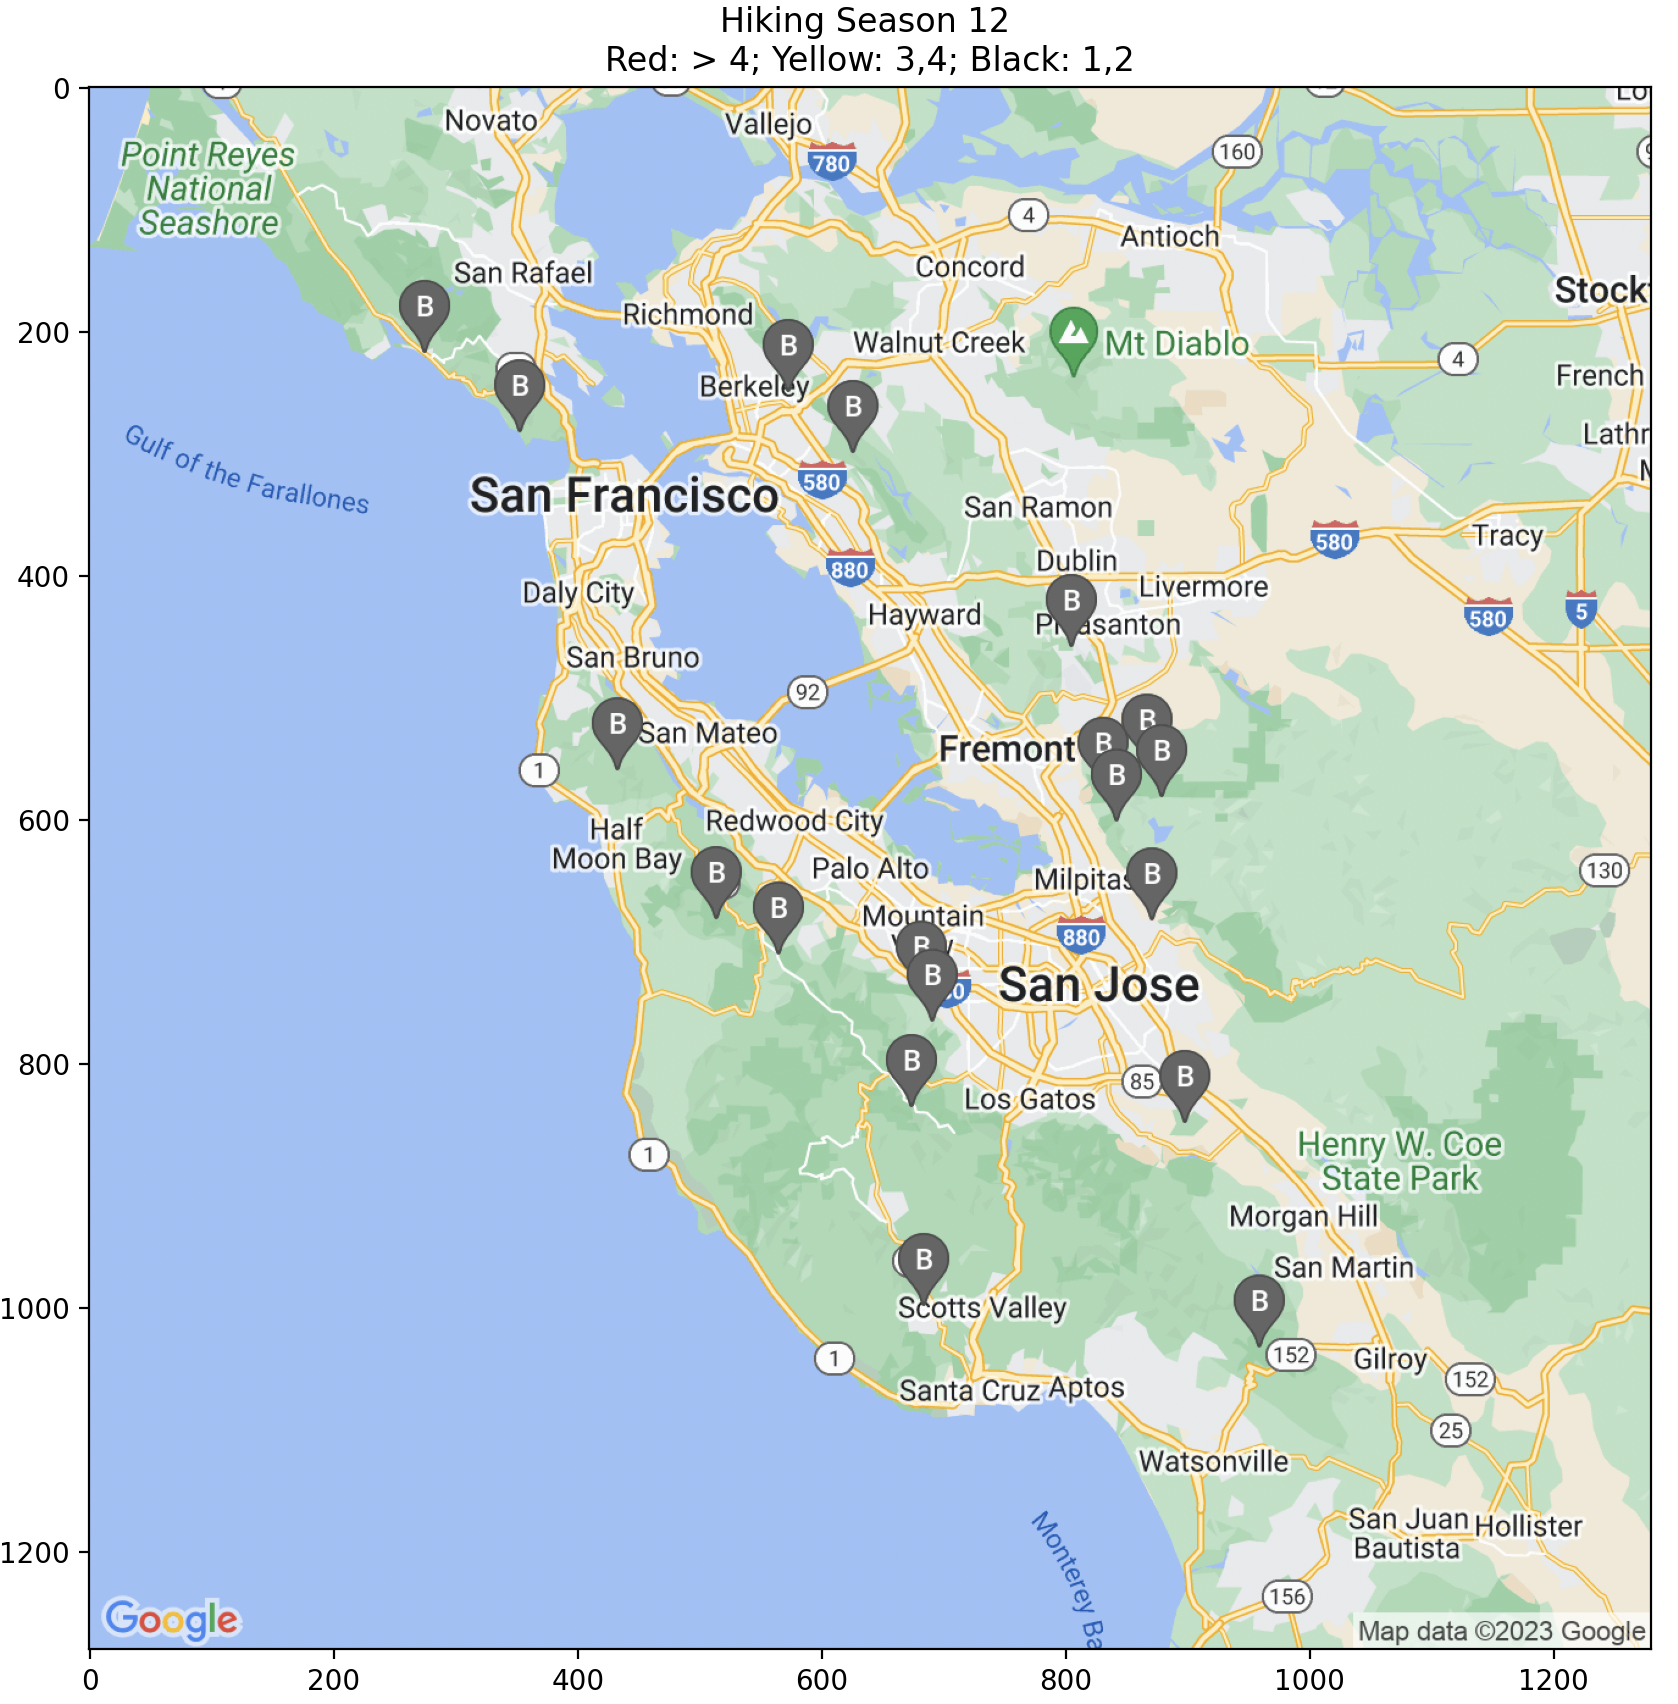 Hiking Season 12
Red: > 4; Yellow: 3,4; Black: 1,2
0
200
400
600
800
1000
1200
Novato
Vallejo
780
160
Point Reyes
National
Seashore
4
Antioch
San Rafael
Concord
Stock
B
Richmond
B
Walnut Creek
Mt Diablo
4
French
B
Berkeley
B
Lathr
Gulf of the Farallones
San Francisco
580
San Ramon
580
Tracy
880
Dublin
Daly City
B
Livermore
Hayward
Pleasanton
580
5
San Bruno
92
B
San Mateo
Fremont
B
B
B
B
1
Redwood City
Half
Moon Bay
B
Palo Alto
Milpitas
B
130
B
Mountain
B
880
B
San Jose
B
85
B
Los Gatos
1
Henry W. Coe
State Park
Morgan Hill
B
San Martin
B
Scotts Valley
1
152
Gilroy
152
Santa Cruz
Aptos
25
Watsonville
San Juan
Bautista
Hollister
Monterey Ba
156
Google
Map data ©2023 Google
0
200
400
600
800
1000
1200